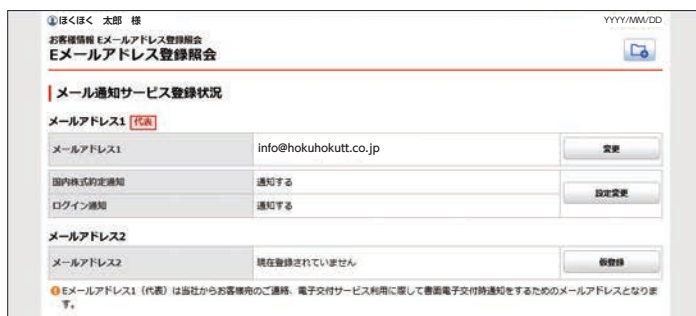 ①ほくほく 太郎 様
YYYY/MM/DD
お客様情報 Eメールアドレス登録照会
Eメールアドレス登録照会
メール通知サービス登録状況
メールアドレス1 代表
メールアドレス1 info@hokuhokutt.co.jp 変更
国内株式約定通知 通知する
設定変更
ログイン通知 通知する
メールアドレス2
メールアドレス2 現在登録されていません 仮登録
Eメールアドレス1(代表)は当社からお客様宛のご連絡、電子交付サービス利用に際して書面電子交付時通知をするためのメールアドレスとなりま
す。